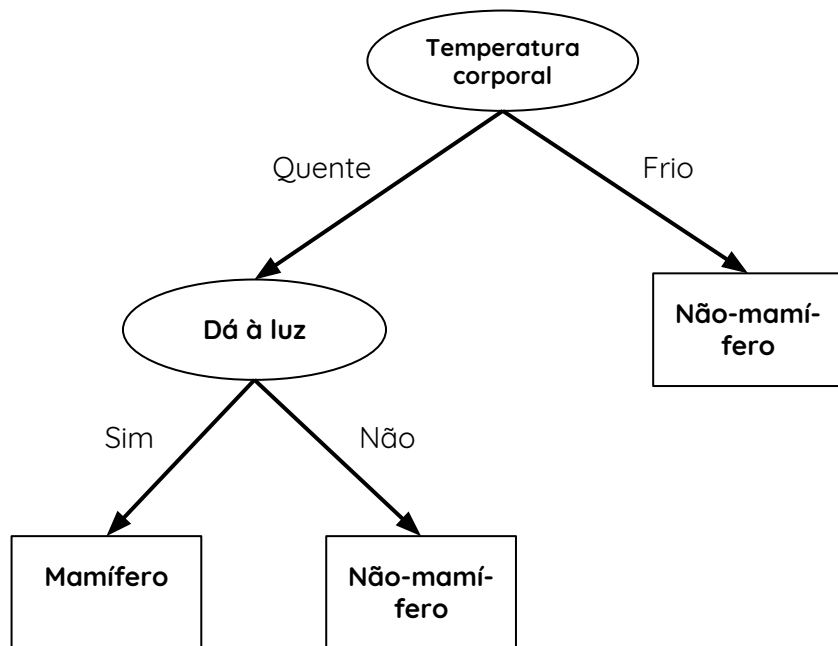 Temperatura
corporal
Quente
Frio
Não-mamí-
fero
Dá à luz
Sim
Não
Mamífero
Não-mamí-
fero